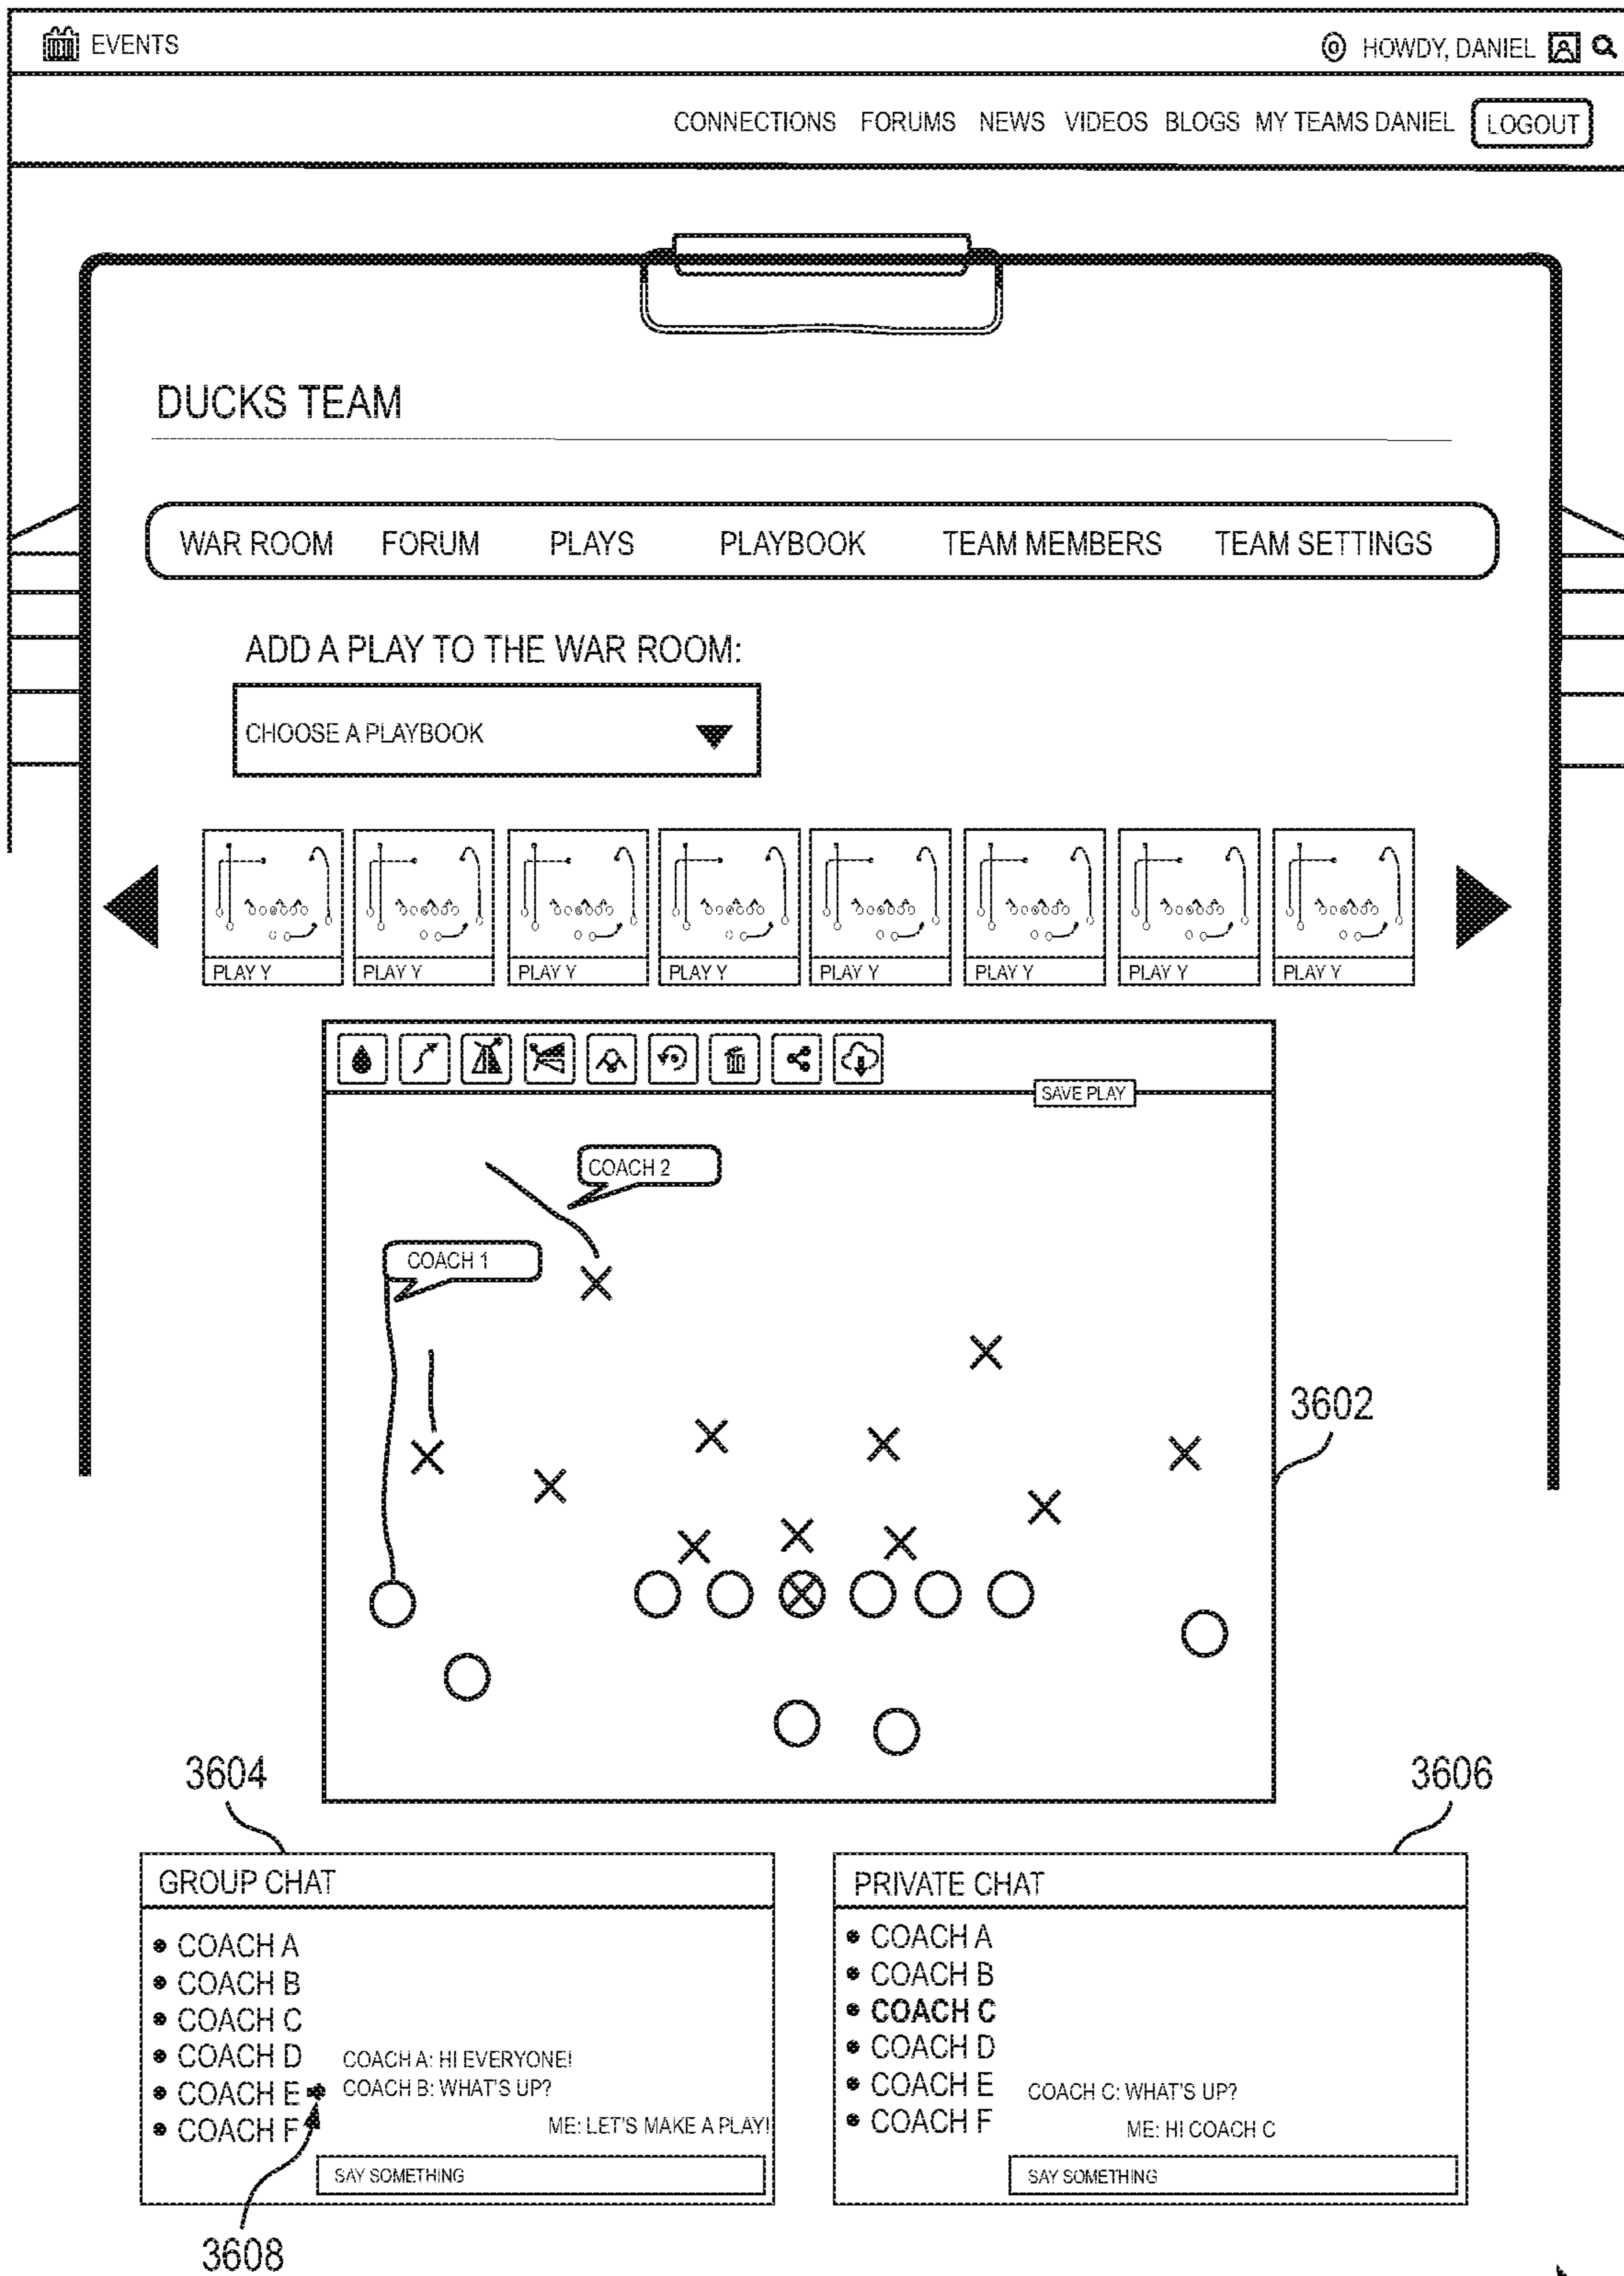 EVENTS
HOWDY, DANIEL
CONNECTIONS FORUMS NEWS VIDEOS BLOGS MY TEAMS DANIEL LOGOUT
DUCKS TEAM
WAR ROOM FORUM PLAYS PLAYBOOK TEAM MEMBERS TEAM SETTINGS
ADD A PLAY TO THE WAR ROOM:
CHOOSE A PLAYBOOK
PLAY Y PLAY Y PLAY Y PLAY Y PLAY Y PLAY Y PLAY Y PLAY Y
SAVE PLAY
COACH 2
COACH 1
3602
3604
3606
GROUP CHAT
COACH A
COACH B
COACH C
COACH D
COACH E
COACH F
COACH A: HI EVERYONE!
COACH B: WHAT'S UP?
ME: LET'S MAKE A PLAY!
SAY SOMETHING
PRIVATE CHAT
COACH A
COACH B
COACH C
COACH D
COACH E
COACH F
COACH C: WHAT'S UP?
ME: HI COACH C
SAY SOMETHING
3608